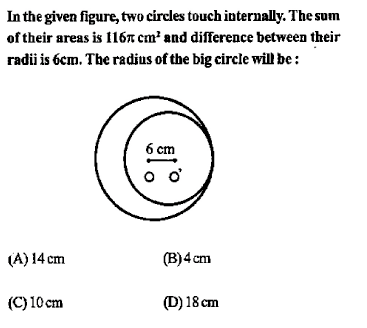 In the given figure, two circles touch internally. The sum
of their areas is 116π cm² and difference between their
radii is 6cm. The radius of the big circle will be :
6 cm
O O'
(A) 14 cm (B) 4 cm
(C) 10 cm (D) 18 cm